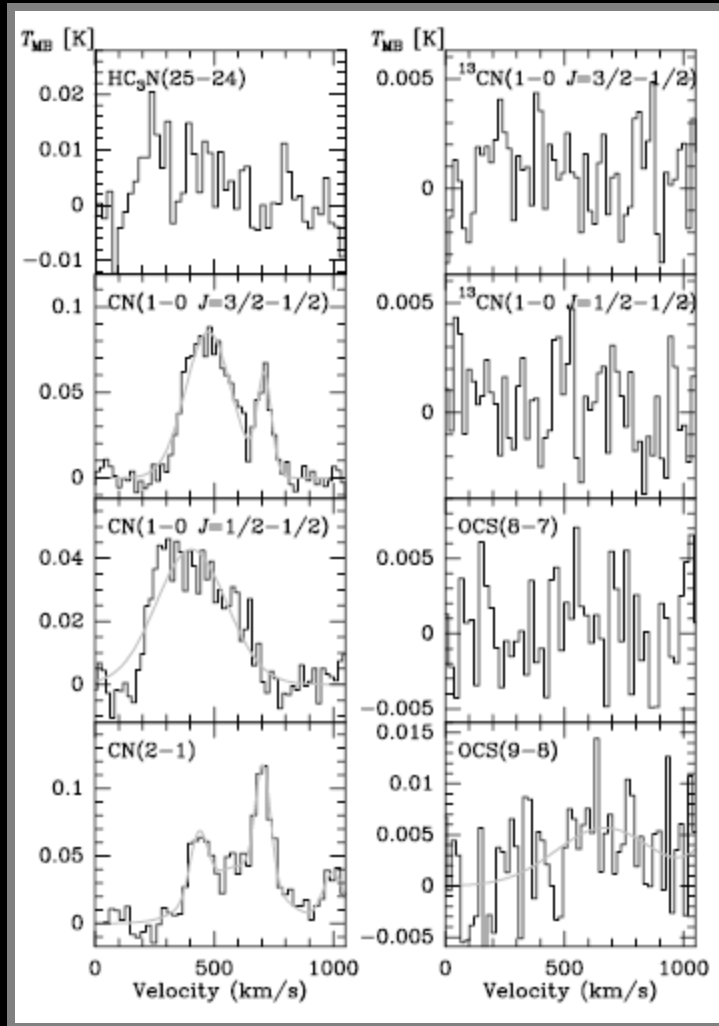 T_MB [K]
HC₃N(25−24)
0.02
0.01
0
−0.01
CN(1−0 J=3/2−1/2)
0.1
0.05
0
CN(1−0 J=1/2−1/2)
0.04
0.02
0
CN(2−1)
0.1
0.05
0
0 500 1000
Velocity (km/s)
T_MB [K]
¹³CN(1−0 J=3/2−1/2)
0.005
0
¹³CN(1−0 J=1/2−1/2)
0.005
0
OCS(8−7)
0.005
0
−0.005
OCS(9−8)
0.015
0.01
0.005
0
−0.005
0 500 1000
Velocity (km/s)